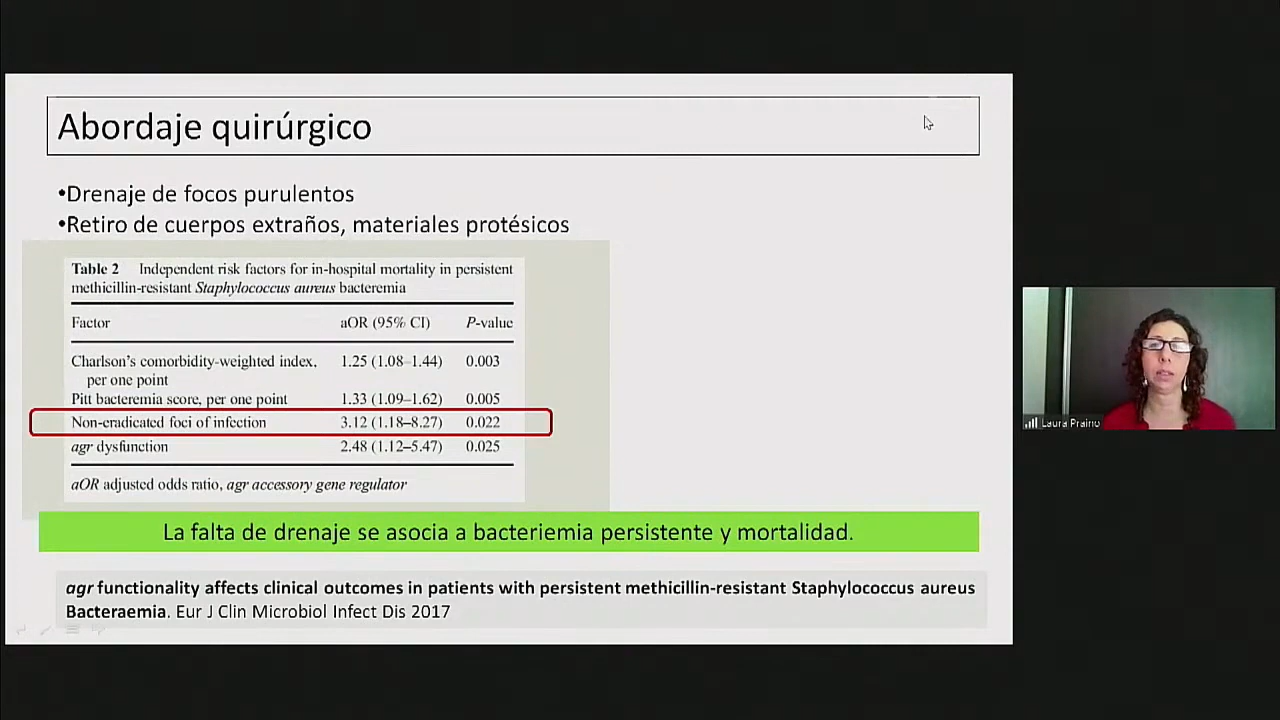 Abordaje quirúrgico
•Drenaje de focos purulentos
•Retiro de cuerpos extraños, materiales protésicos
Table 2 Independent risk factors for in-hospital mortality in persistent
methicillin-resistant Staphylococcus aureus bacteremia
Factor aOR (95% CI) P-value
Charlson's comorbidity-weighted index, 1.25 (1.08–1.44) 0.003
per one point
Pitt bacteremia score, per one point 1.33 (1.09–1.62) 0.005
Non-eradicated foci of infection 3.12 (1.18–8.27) 0.022
agr dysfunction 2.48 (1.12–5.47) 0.025
aOR adjusted odds ratio, agr accessory gene regulator
La falta de drenaje se asocia a bacteriemia persistente y mortalidad.
agr functionality affects clinical outcomes in patients with persistent methicillin-resistant Staphylococcus aureus
Bacteraemia. Eur J Clin Microbiol Infect Dis 2017
Laura Praino